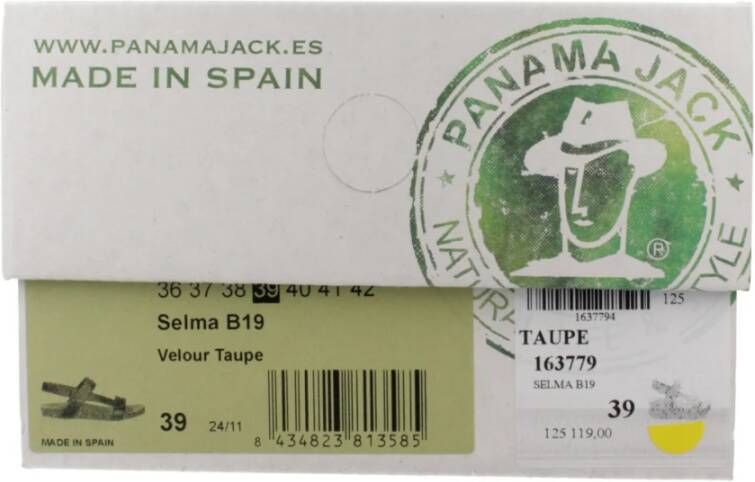 WWW.PANAMAJACK.ES
MADE IN SPAIN
PANAMA JACK
®
36 37 38 39 40 41 42
Selma B19
Velour Taupe
39
24/11
MADE IN SPAIN
8 434823 813585
1637794
125
TAUPE
163779
SELMA B19
39
125 119,00